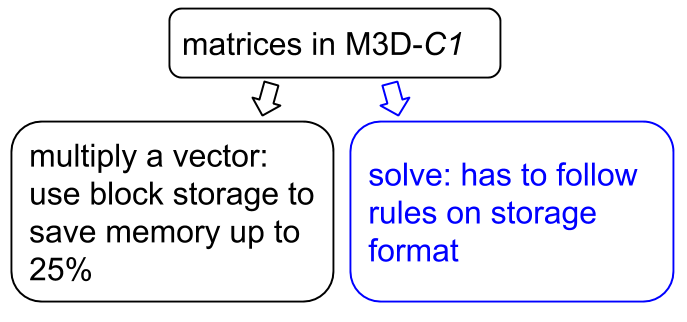 matrices in M3D-C1
multiply a vector:
use block storage to
save memory up to
25%
solve: has to follow
rules on storage
format